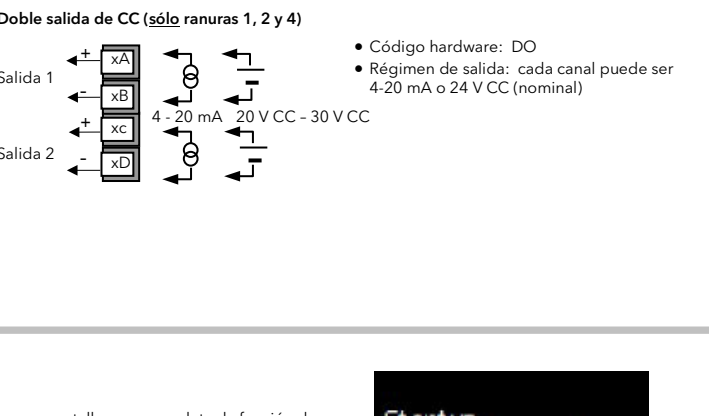 Doble salida de CC (sólo ranuras 1, 2 y 4)
+ xA
Salida 1
- xB
+ xc
Salida 2
- xD
4 - 20 mA 20 V CC – 30 V CC
• Código hardware: DO
• Régimen de salida: cada canal puede ser
4-20 mA o 24 V CC (nominal)